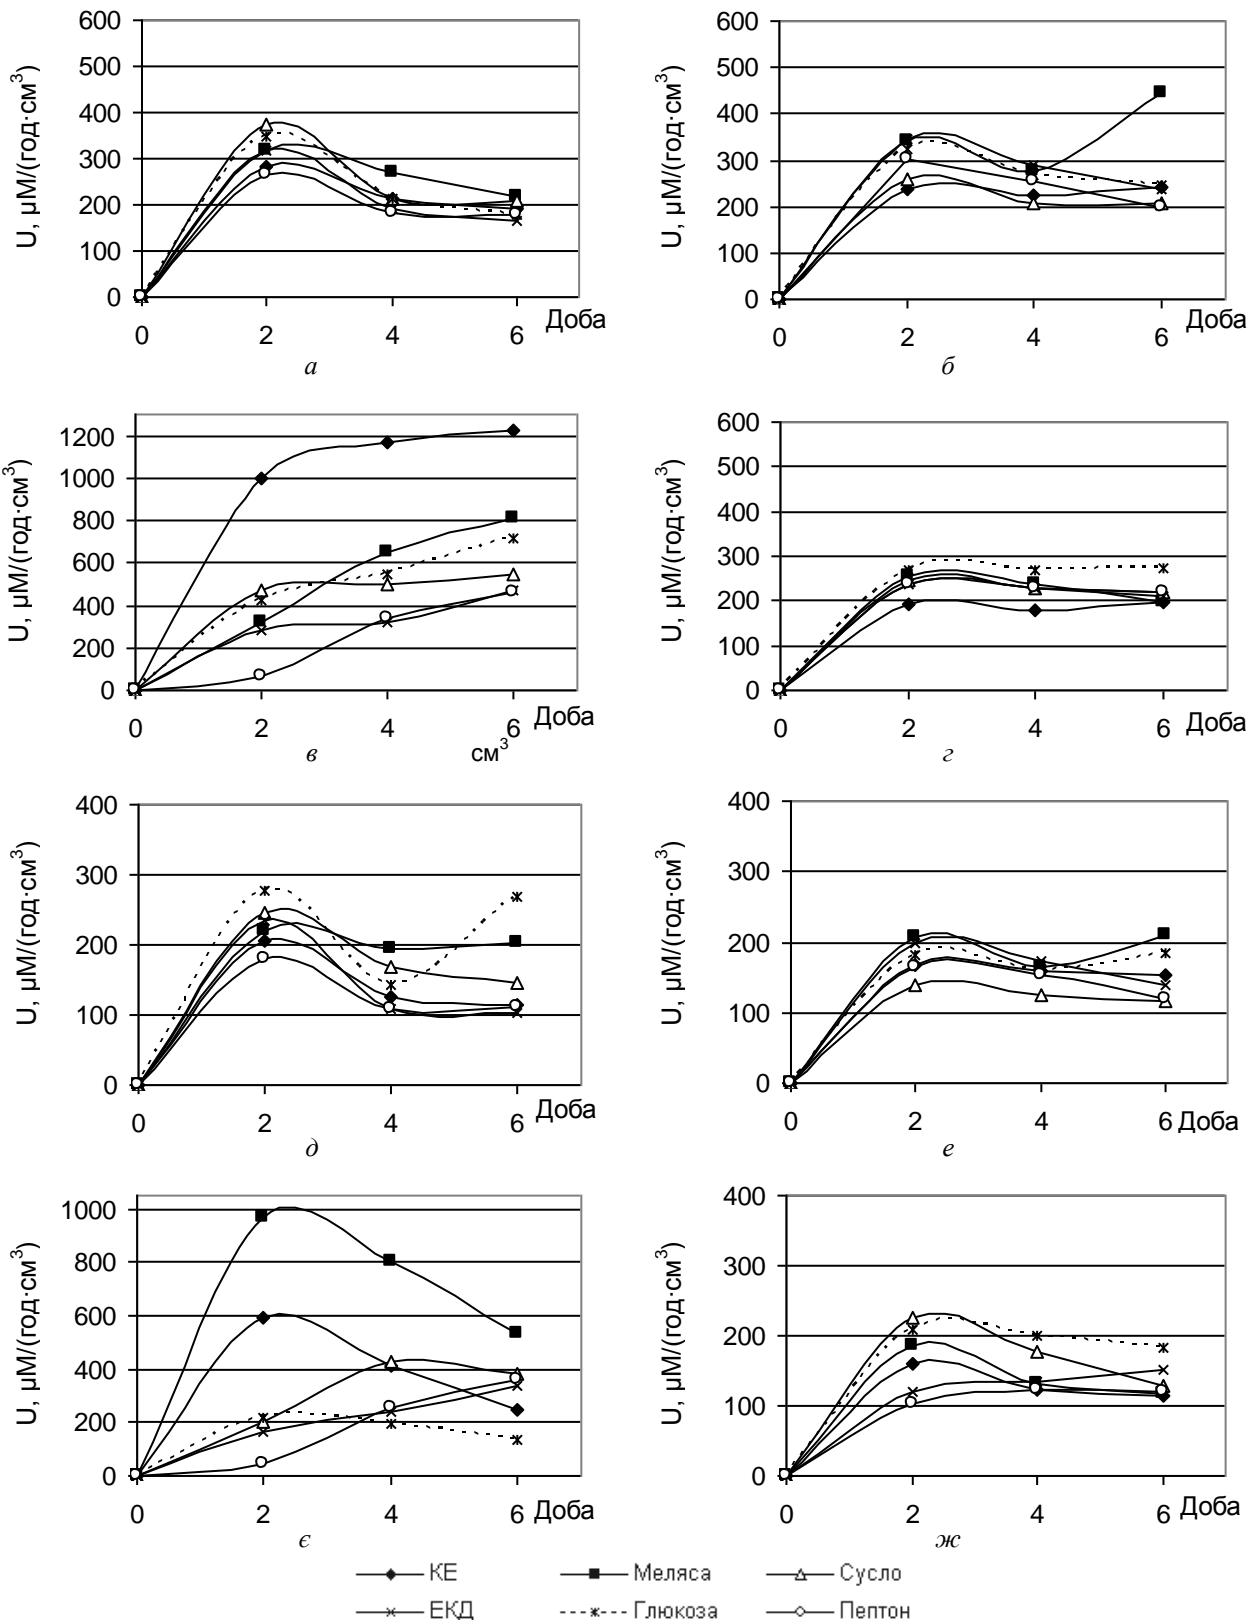 U, µM/(год·см³)
600
500
400
300
200
100
0
0 2 4 6 Доба
а
U, µM/(год·см³)
600
500
400
300
200
100
0
0 2 4 6 Доба
б
U, µM/(год·см³)
1200
1000
800
600
400
200
0
0 2 4 6 Доба
в см³
U, µM/(год·см³)
600
500
400
300
200
100
0
0 2 4 6 Доба
г
U, µM/(год·см³)
400
300
200
100
0
0 2 4 6 Доба
д
U, µM/(год·см³)
400
300
200
100
0
0 2 4 6 Доба
е
U, µM/(год·см³)
1000
800
600
400
200
0
0 2 4 6 Доба
є
U, µM/(год·см³)
400
300
200
100
0
0 2 4 6 Доба
ж
КЕ Меляса Сусло
ЕКД Глюкоза Пептон